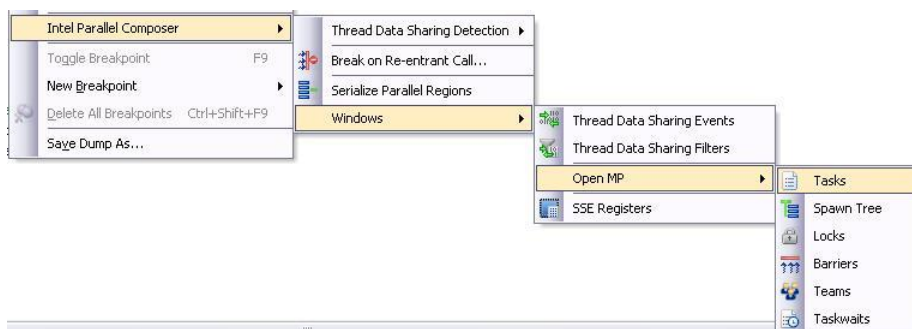 Intel Parallel Composer
Toggle Breakpoint F9
New Breakpoint
Delete All Breakpoints Ctrl+Shift+F9
Save Dump As...
Thread Data Sharing Detection
Break on Re-entrant Call...
Serialize Parallel Regions
Windows
Thread Data Sharing Events
Thread Data Sharing Filters
Open MP
SSE Registers
Tasks
Spawn Tree
Locks
Barriers
Teams
Taskwaits